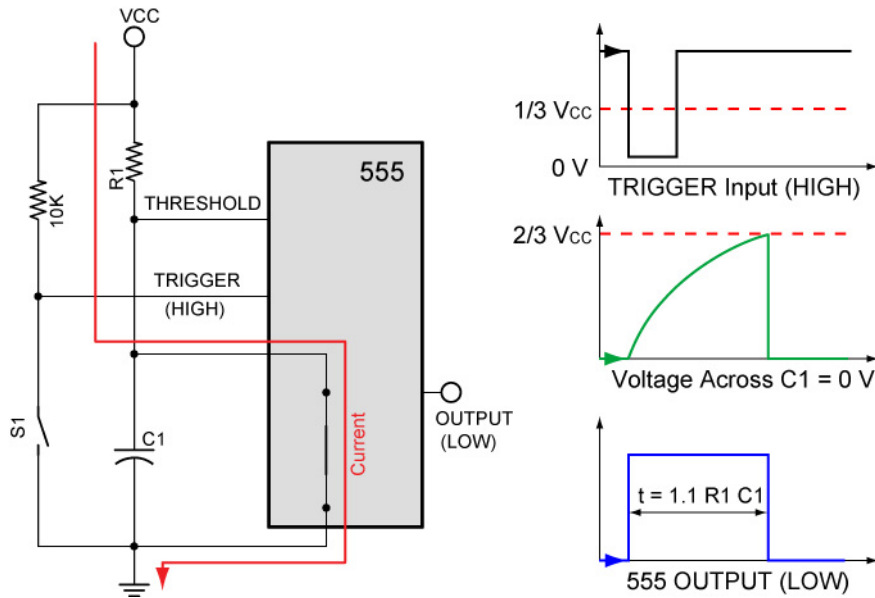 VCC
R1
10K
555
THRESHOLD
TRIGGER
(HIGH)
S1
C1
Current
OUTPUT
(LOW)
1/3 VCC
0 V
TRIGGER Input (HIGH)
2/3 VCC
Voltage Across C1 = 0 V
t = 1.1 R1 C1
555 OUTPUT (LOW)